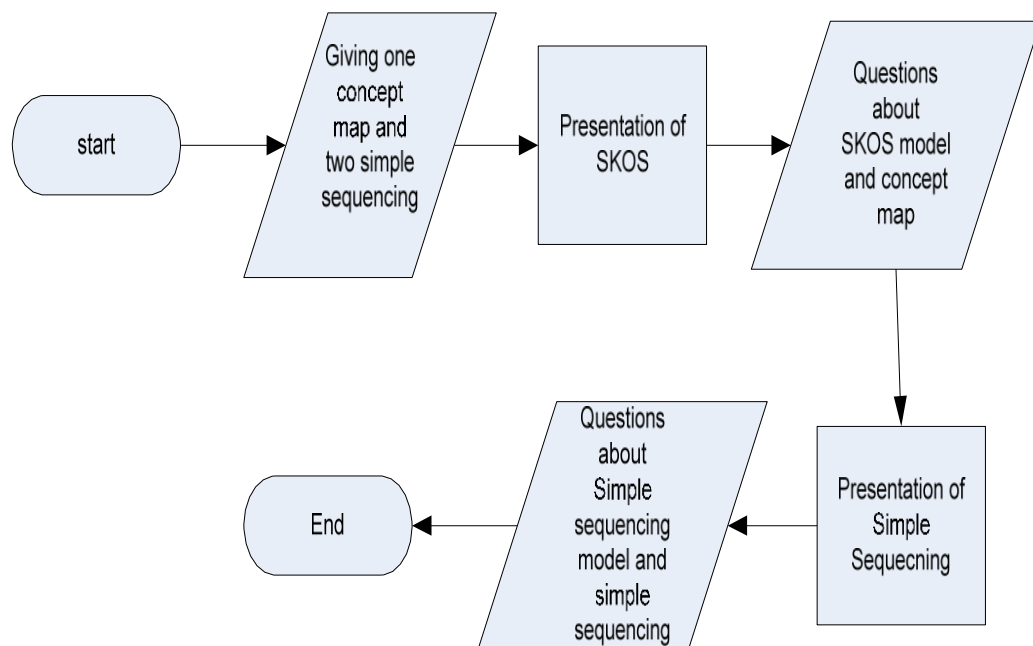 start
Giving one
concept
map and
two simple
sequencing
Presentation of
SKOS
Questions
about
SKOS model
and concept
map
Presentation of
Simple
Sequecning
Questions
about
Simple
sequencing
model and
simple
sequencing
End